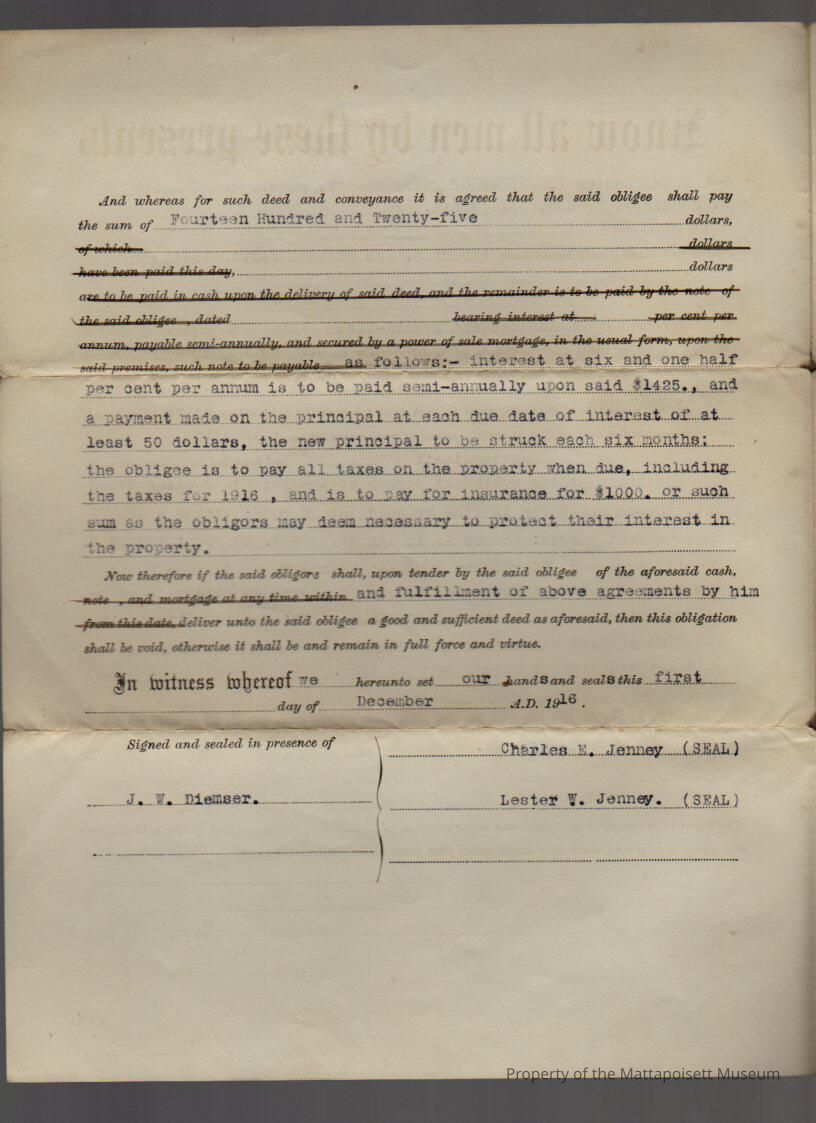 Know all men by these presents
And whereas for such deed and conveyance it is agreed that the said obligee shall pay
the sum of Fourteen Hundred and Twenty-five dollars,
of which dollars
have been paid this day, dollars
are to be paid in cash upon the delivery of said deed, and the remainder is to be paid by the note of
the said obligee , dated bearing interest at per cent per
annum, payable semi-annually, and secured by a power of sale mortgage, in the usual form, upon the
said premises, such note to be payable as follows:- interest at six and one half
per cent per annum is to be paid semi-annually upon said $1425., and
a payment made on the principal at each due date of interest of at
least 50 dollars, the new principal to be struck each six months;
the obligee is to pay all taxes on the property when due, including
the taxes for 1916 , and is to pay for insurance for $1000. or such
sum as the obligors may deem necessary to protect their interest in
the property.
Now therefore if the said obligors shall, upon tender by the said obligee of the aforesaid cash,
note , and mortgage at any time within and fulfillment of above agreements by him
from this date, deliver unto the said obligee a good and sufficient deed as aforesaid, then this obligation
shall be void, otherwise it shall be and remain in full force and virtue.
In witness whereof we hereunto set our hands and seals this first
day of December A.D. 1916.
Signed and sealed in presence of
Charles E. Jenney (SEAL)
J. W. Diemser. Lester W. Jenney. (SEAL)
Property of the Mattapoisett Museum